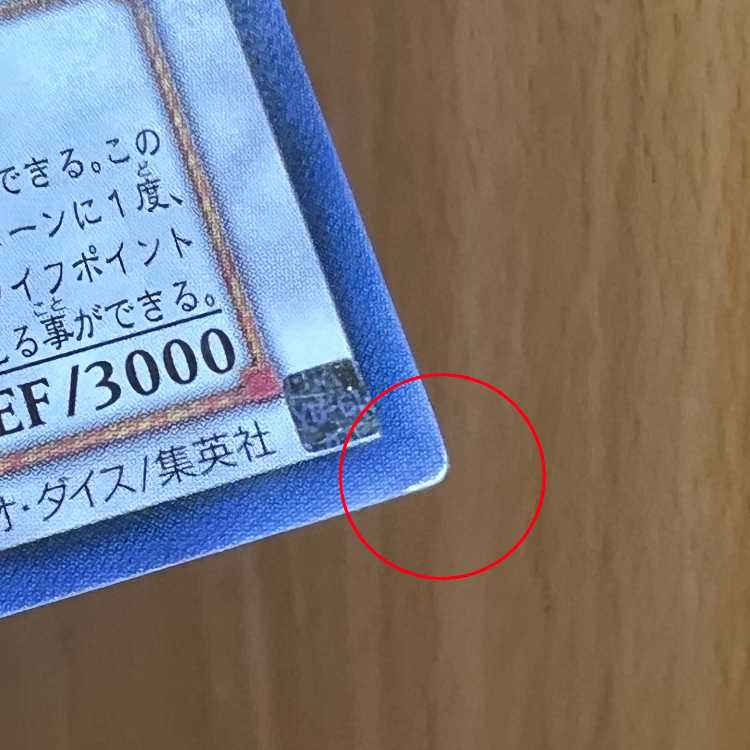 できる。この
ーンに1度、
イフポイント
る事ができる。
EF/3000
オ・ダイス/集英社